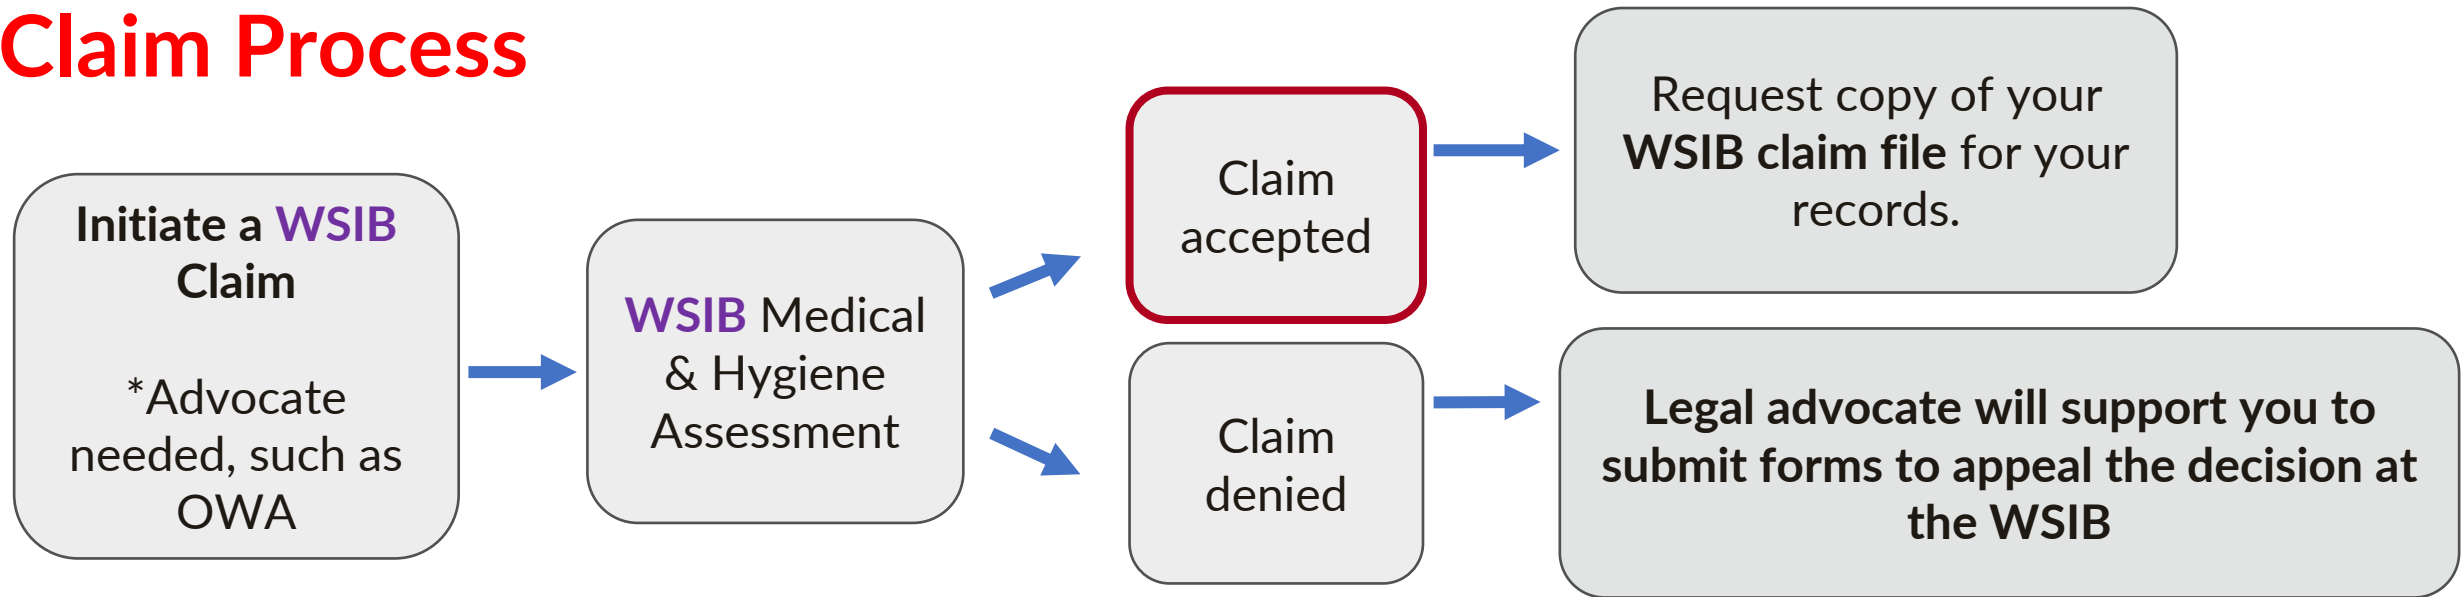 Claim Process
Initiate a WSIB
Claim
*Advocate
needed, such as
OWA
WSIB Medical
& Hygiene
Assessment
Claim
accepted
Request copy of your
WSIB claim file for your
records.
Claim
denied
Legal advocate will support you to
submit forms to appeal the decision at
the WSIB